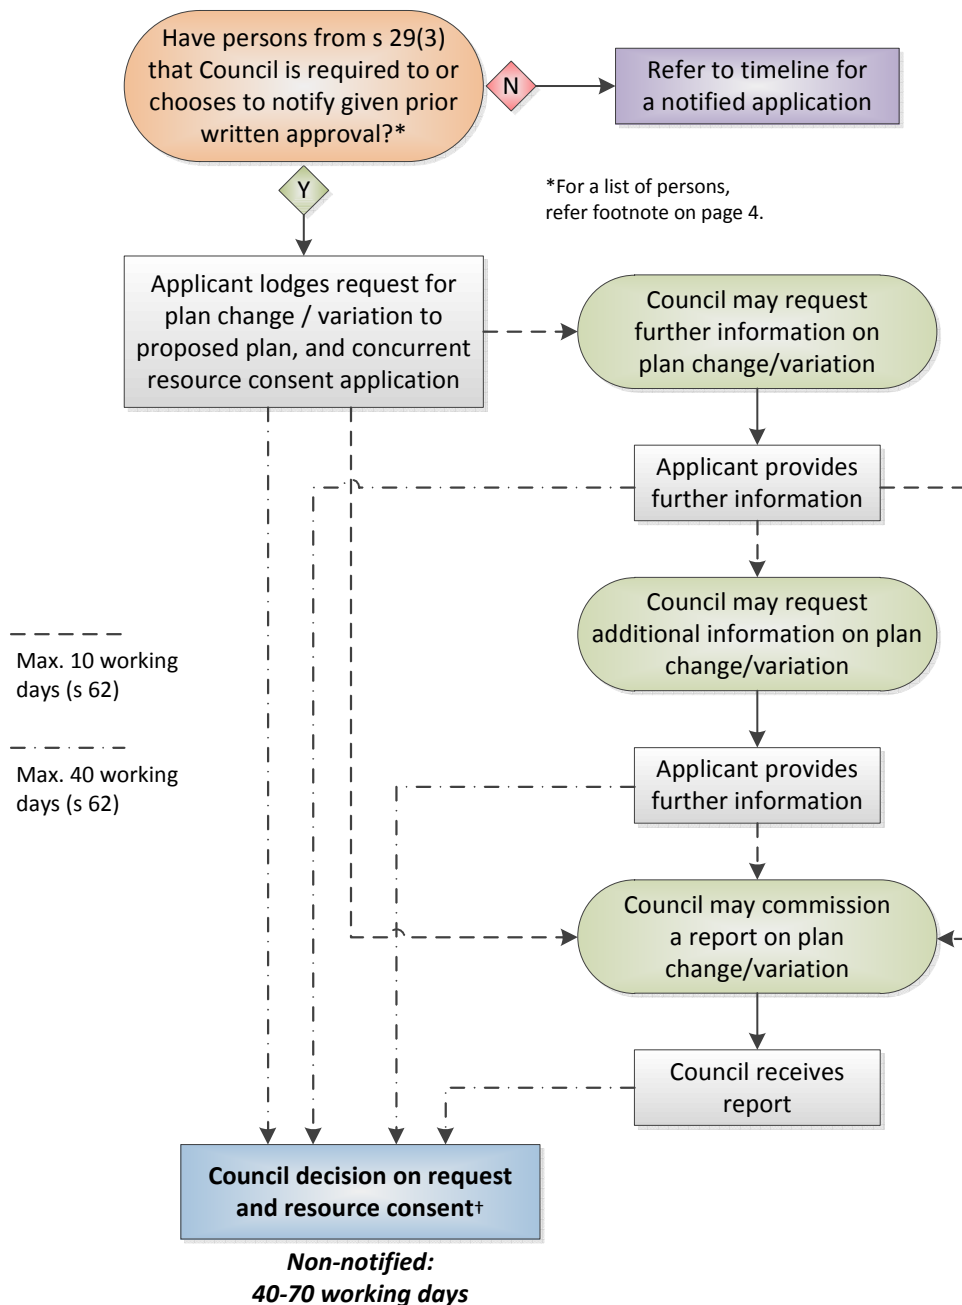 Have persons from s 29(3)
that Council is required to or
chooses to notify given prior
written approval?*
N
Refer to timeline for
a notified application
Y
*For a list of persons,
refer footnote on page 4.
Applicant lodges request for
plan change / variation to
proposed plan, and concurrent
resource consent application
Council may request
further information on
plan change/variation
Applicant provides
further information
Council may request
additional information on plan
change/variation
Max. 10 working
days (s 62)
Max. 40 working
days (s 62)
Applicant provides
further information
Council may commission
a report on plan
change/variation
Council receives
report
Council decision on request
and resource consent†
Non-notified:
40-70 working days